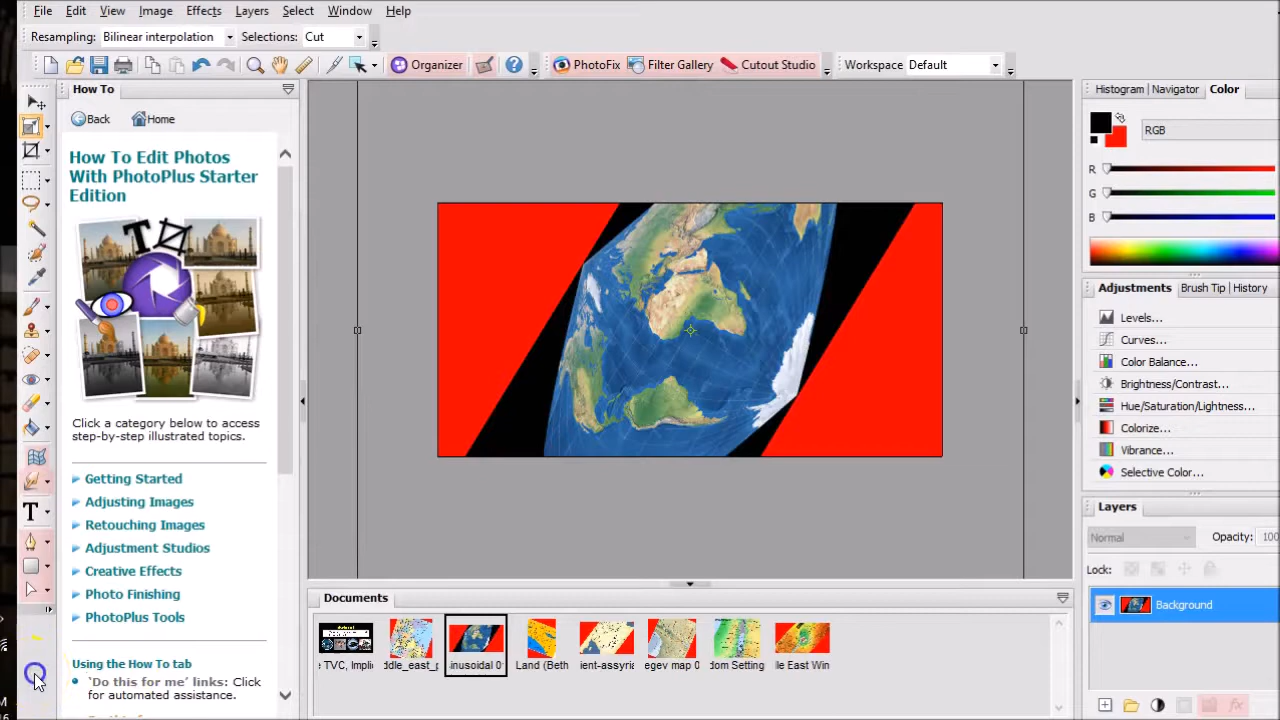 File Edit View Image Effects Layers Select Window Help
Resampling: Bilinear interpolation Selections: Cut
Organizer PhotoFix Filter Gallery Cutout Studio Workspace Default
How To
Back Home
How To Edit Photos
With PhotoPlus Starter
Edition
T
Click a category below to access
step-by-step illustrated topics.
Getting Started
Adjusting Images
Retouching Images
Adjustment Studios
Creative Effects
Photo Finishing
PhotoPlus Tools
Using the How To tab
'Do this for me' links: Click
for automated assistance.
T
Documents
e TVC, Impli ddle_east_p inusoidal 0 Land (Beth ient-assyria egev map 0 dom Setting le East Win
Histogram Navigator Color
RGB
R
G
B
Adjustments Brush Tip History
Levels...
Curves...
Color Balance...
Brightness/Contrast...
Hue/Saturation/Lightness...
Colorize...
Vibrance...
Selective Color...
Layers
Normal Opacity: 100
Lock:
Background
fx